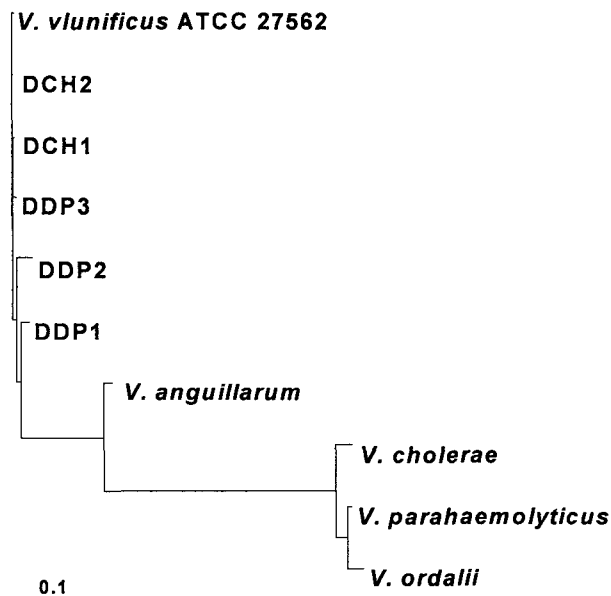 V. vlunificus ATCC 27562
DCH2
DCH1
DDP3
DDP2
DDP1
V. anguillarum
V. cholerae
V. parahaemolyticus
V. ordalii
0.1